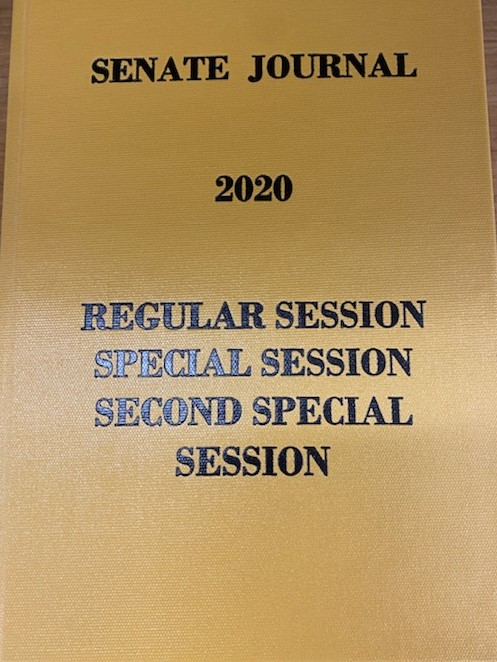 SENATE JOURNAL
2020
REGULAR SESSION
SPECIAL SESSION
SECOND SPECIAL
SESSION